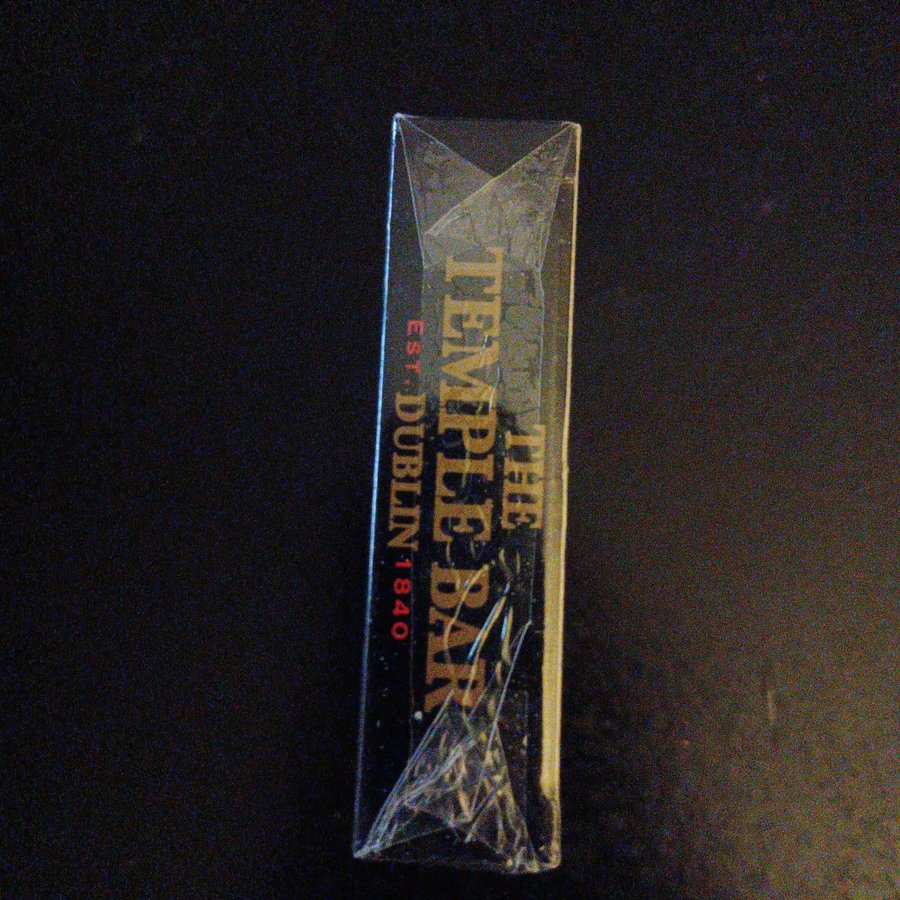 THE
TEMPLE BAR
EST. DUBLIN 1840